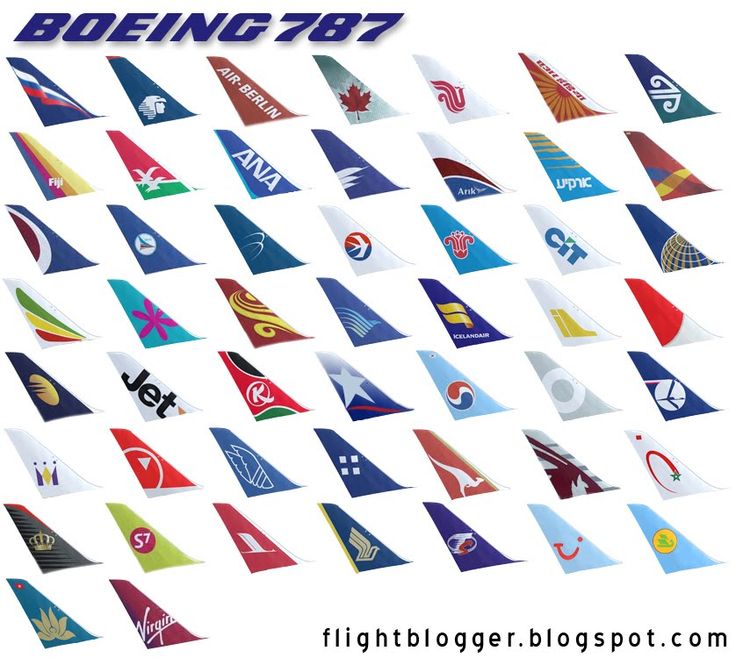 BOEING 787
AIR-BERLIN
Fiji
ANA
Arik
ארקיע
CIT
ICELANDAIR
Jet
K
S7
Virgin
flightblogger.blogspot.com